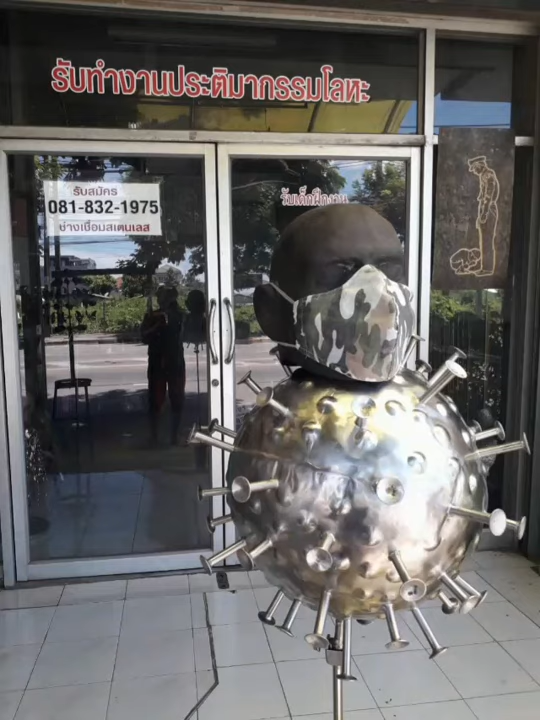 รับทำงานประติมากรรมโลหะ
รับสมัคร
081-832-1975
ช่างเชื่อมสเตนเลส
รับเด็กฝึกงาน